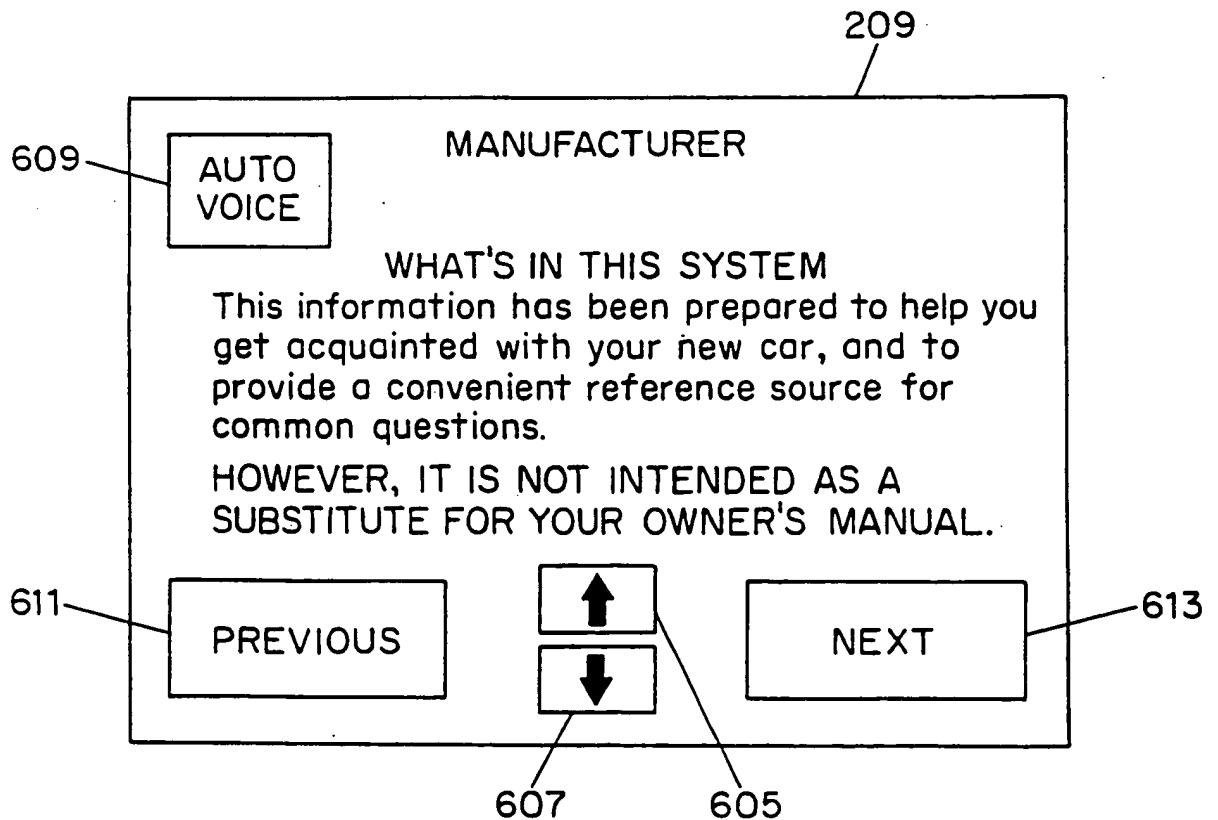 209
MANUFACTURER
609
AUTO
VOICE
WHAT'S IN THIS SYSTEM
This information has been prepared to help you
get acquainted with your new car, and to
provide a convenient reference source for
common questions.
HOWEVER, IT IS NOT INTENDED AS A
SUBSTITUTE FOR YOUR OWNER'S MANUAL.
611
PREVIOUS
NEXT
613
607
605